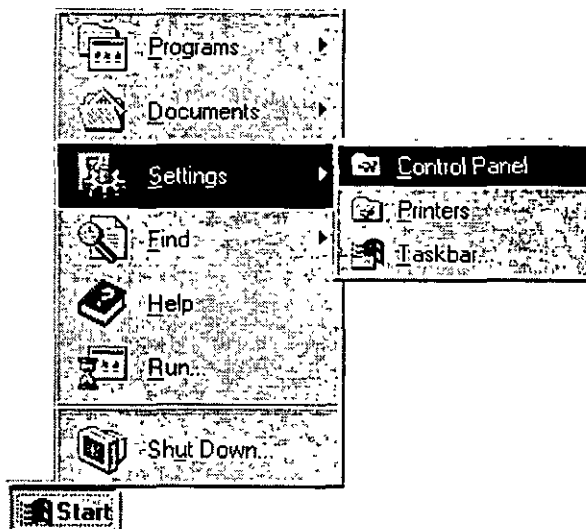 Programs
Documents
Settings
Control Panel
Printers
Taskbar...
Find
Help
Run...
Shut Down...
Start